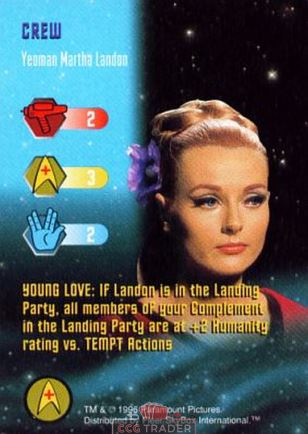 CREW
Yeoman Martha Landon
2
3
2
YOUNG LOVE: If Landon is in the Landing
Party, all members of your Complement
in the Landing Party are at +2 Humanity
rating vs. TEMPT Actions
TM & © 1996 Paramount Pictures.
Distributed by Fleer/SkyBox International.™
CCG TRADER